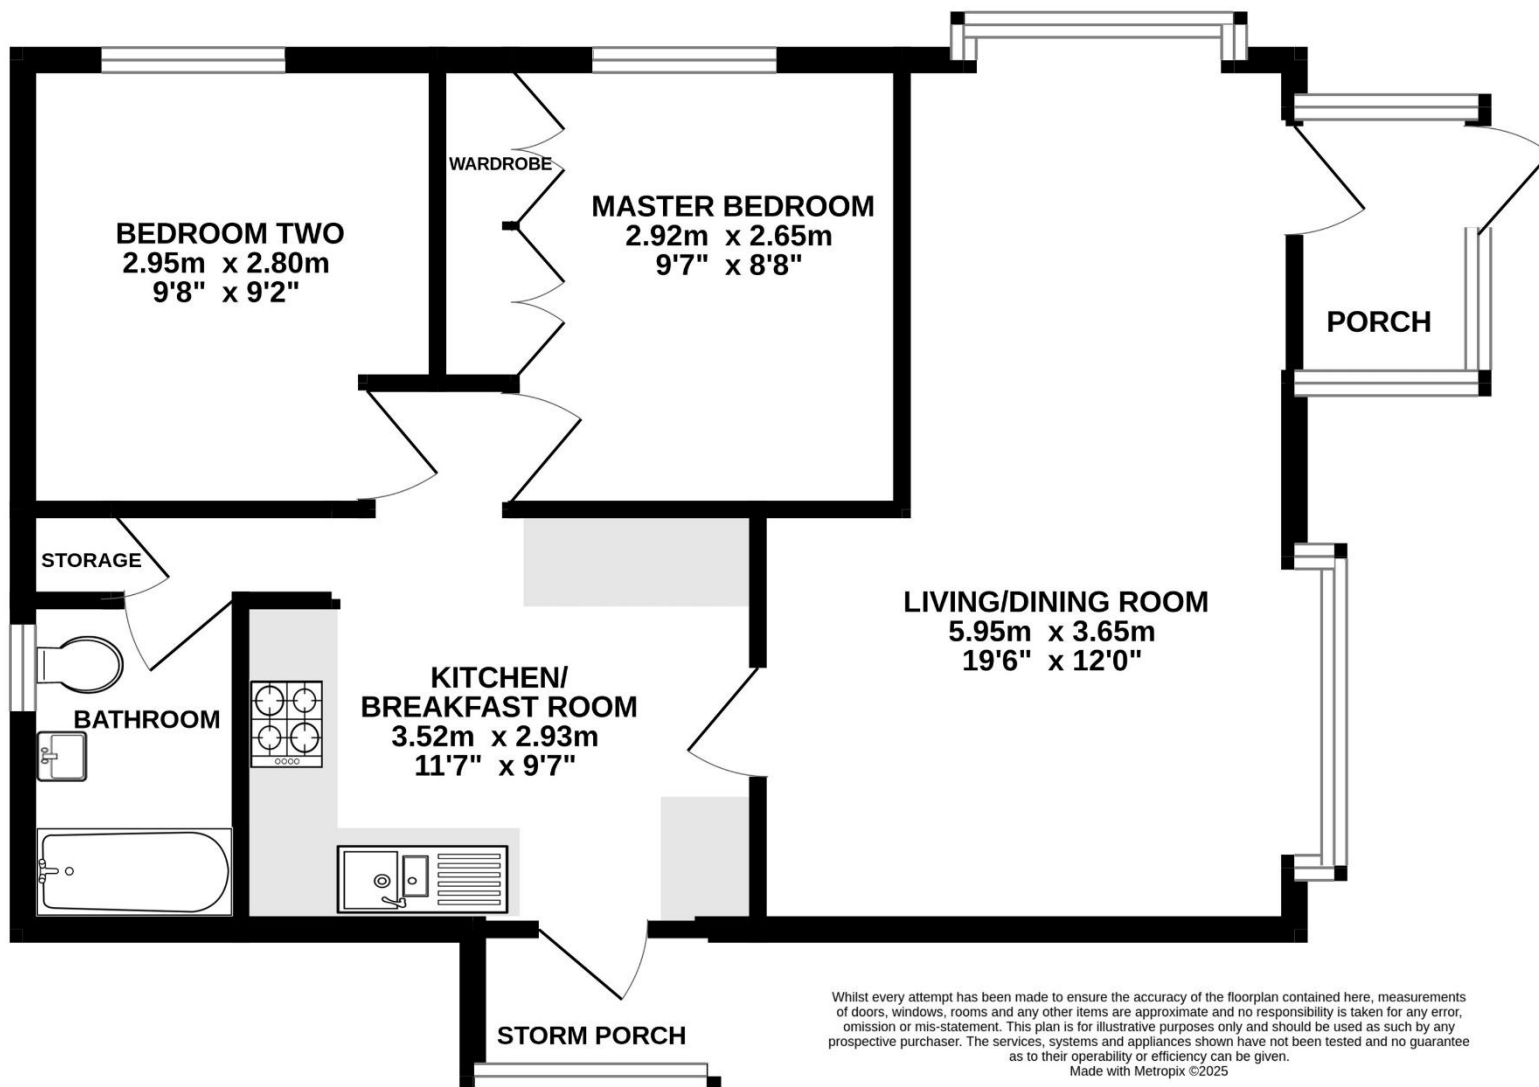 WARDROBE
BEDROOM TWO
2.95m x 2.80m
9'8" x 9'2"
MASTER BEDROOM
2.92m x 2.65m
9'7" x 8'8"
PORCH
STORAGE
LIVING/DINING ROOM
5.95m x 3.65m
19'6" x 12'0"
KITCHEN/
BREAKFAST ROOM
3.52m x 2.93m
11'7" x 9'7"
BATHROOM
STORM PORCH
Whilst every attempt has been made to ensure the accuracy of the floorplan contained here, measurements
of doors, windows, rooms and any other items are approximate and no responsibility is taken for any error,
omission or mis-statement. This plan is for illustrative purposes only and should be used as such by any
prospective purchaser. The services, systems and appliances shown have not been tested and no guarantee
as to their operability or efficiency can be given.
Made with Metropix ©2025